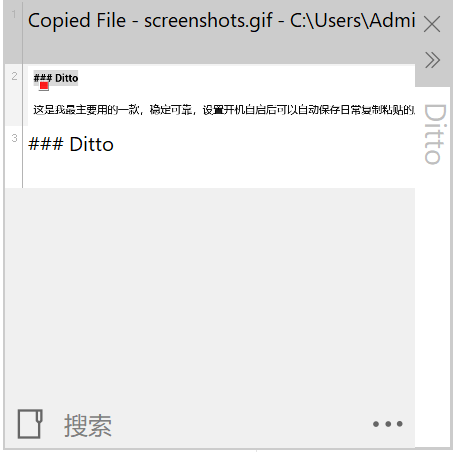 1
Copied File - screenshots.gif - C:\Users\Admi
2
### Ditto
这是我最主要用的一款，稳定可靠，设置开机自启后可以自动保存日常复制粘贴的
3
### Ditto
Ditto
搜索